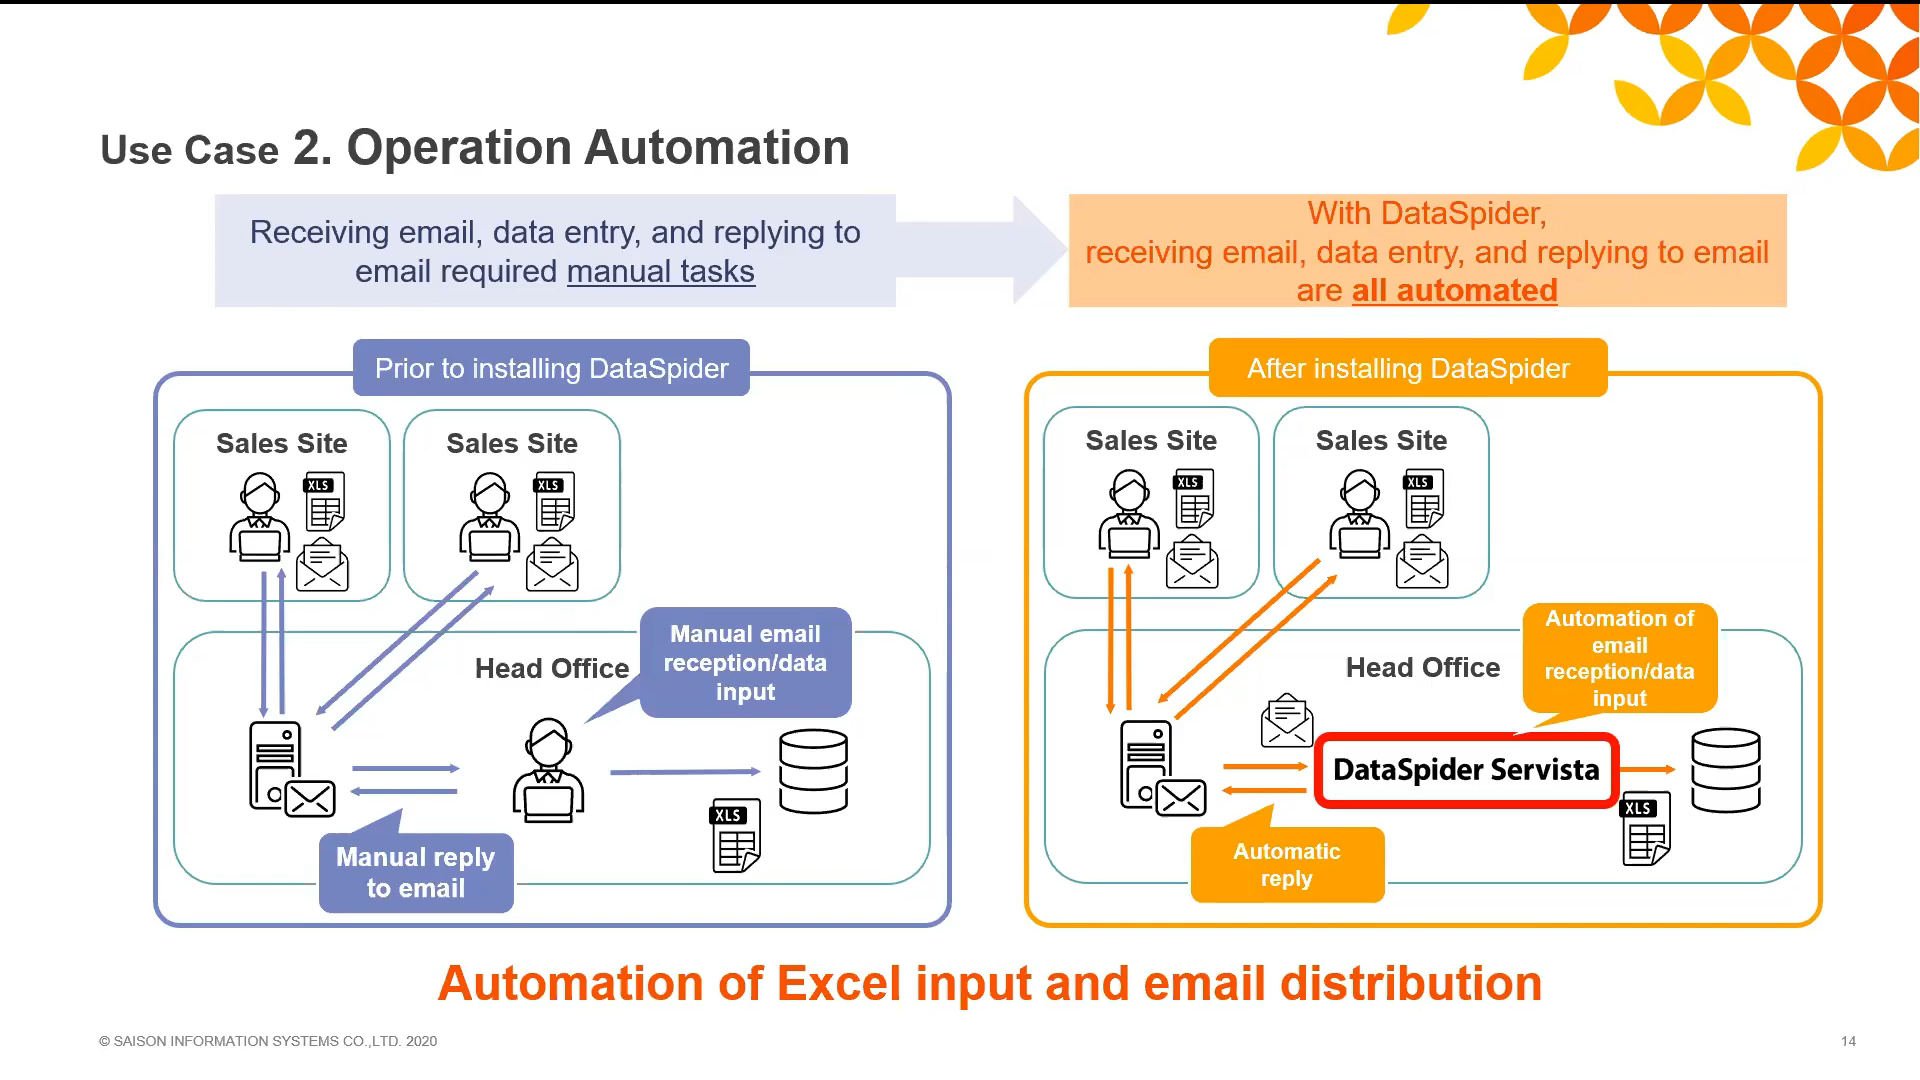 Use Case 2. Operation Automation
Receiving email, data entry, and replying to
email required manual tasks
With DataSpider,
receiving email, data entry, and replying to email
are all automated
Prior to installing DataSpider
Sales Site
Sales Site
XLS
XLS
Head Office
Manual email
reception/data
input
XLS
Manual reply
to email
After installing DataSpider
Sales Site
Sales Site
XLS
XLS
Head Office
Automation of
email
reception/data
input
DataSpider Servista
XLS
Automatic
reply
Automation of Excel input and email distribution
© SAISON INFORMATION SYSTEMS CO.,LTD. 2020
14